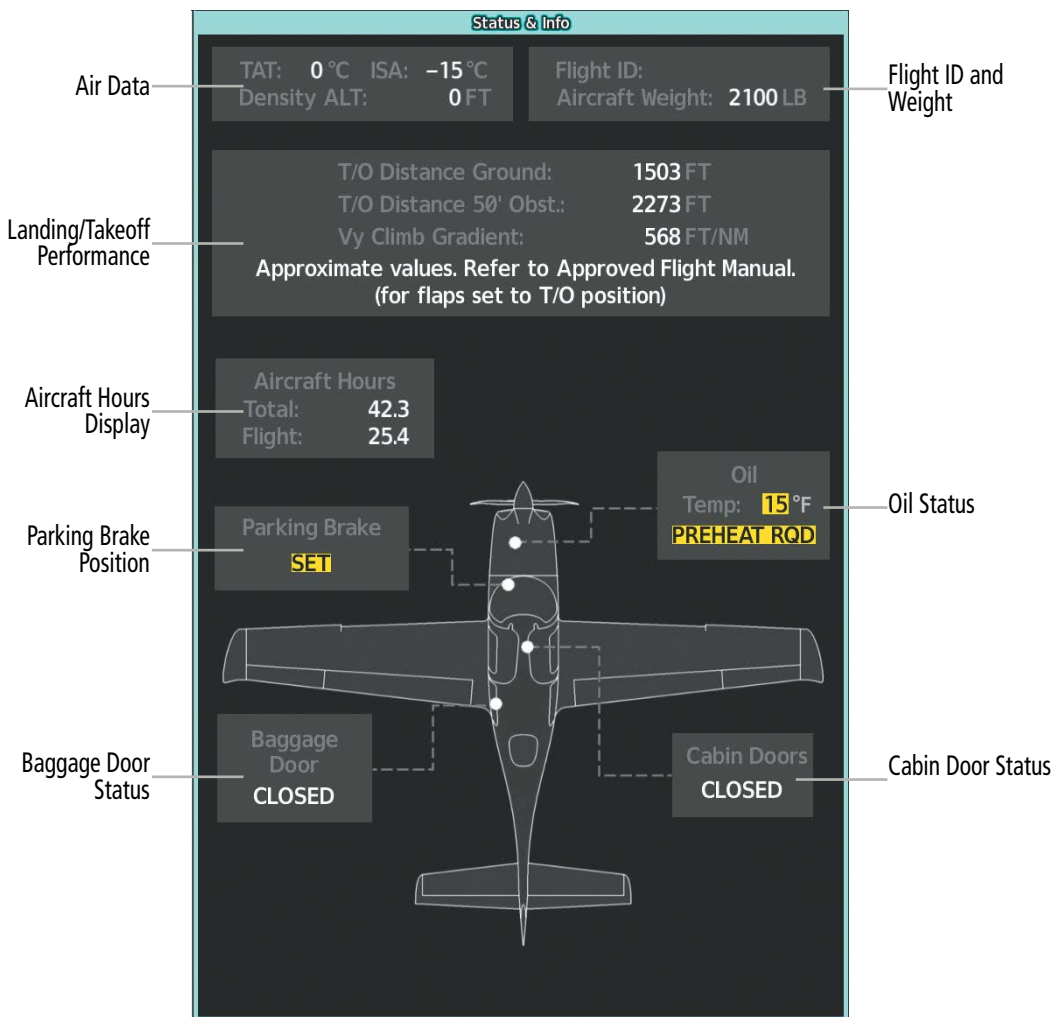 Status & Info
Air Data
TAT: 0 °C ISA: –15°C
Density ALT: 0 FT
Flight ID:
Aircraft Weight: 2100 LB
Flight ID and
Weight
Landing/Takeoff
Performance
T/O Distance Ground: 1503 FT
T/O Distance 50' Obst.: 2273 FT
Vy Climb Gradient: 568 FT/NM
Approximate values. Refer to Approved Flight Manual.
(for flaps set to T/O position)
Aircraft Hours
Display
Aircraft Hours
Total: 42.3
Flight: 25.4
Oil
Temp: 15 °F
PREHEAT RQD
Oil Status
Parking Brake
Position
Parking Brake
SET
Baggage Door
Status
Baggage
Door
CLOSED
Cabin Doors
CLOSED
Cabin Door Status